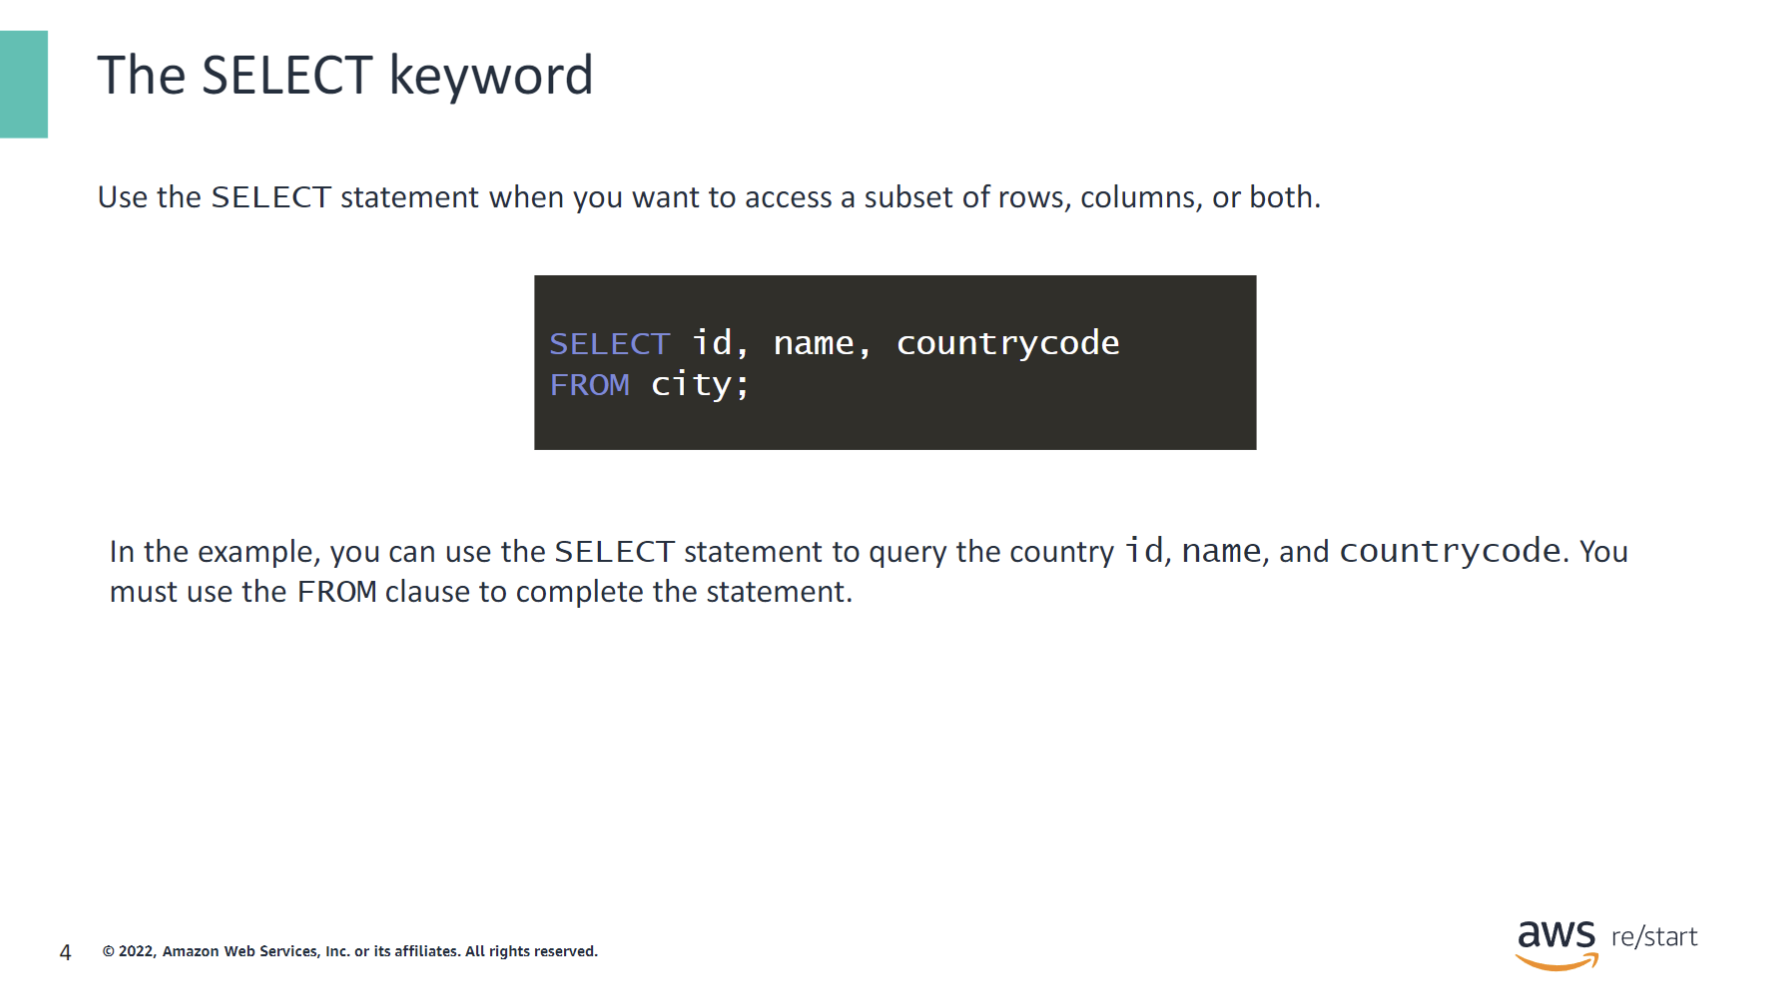 The SELECT keyword
Use the SELECT statement when you want to access a subset of rows, columns, or both.
SELECT id, name, countrycode
FROM city;
In the example, you can use the SELECT statement to query the country id, name, and countrycode. You
must use the FROM clause to complete the statement.
4 © 2022, Amazon Web Services, Inc. or its affiliates. All rights reserved.
aws re/start